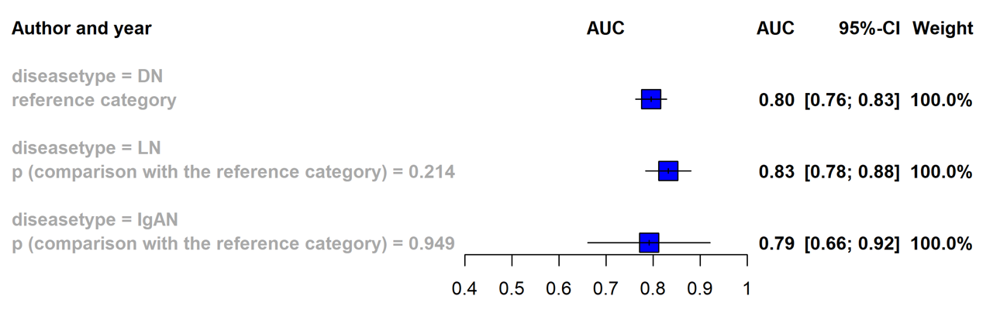 Author and year AUC AUC 95%-CI Weight
diseasetype = DN
reference category 0.80 [0.76; 0.83] 100.0%
diseasetype = LN
p (comparison with the reference category) = 0.214 0.83 [0.78; 0.88] 100.0%
diseasetype = IgAN
p (comparison with the reference category) = 0.949 0.79 [0.66; 0.92] 100.0%
0.4 0.5 0.6 0.7 0.8 0.9 1